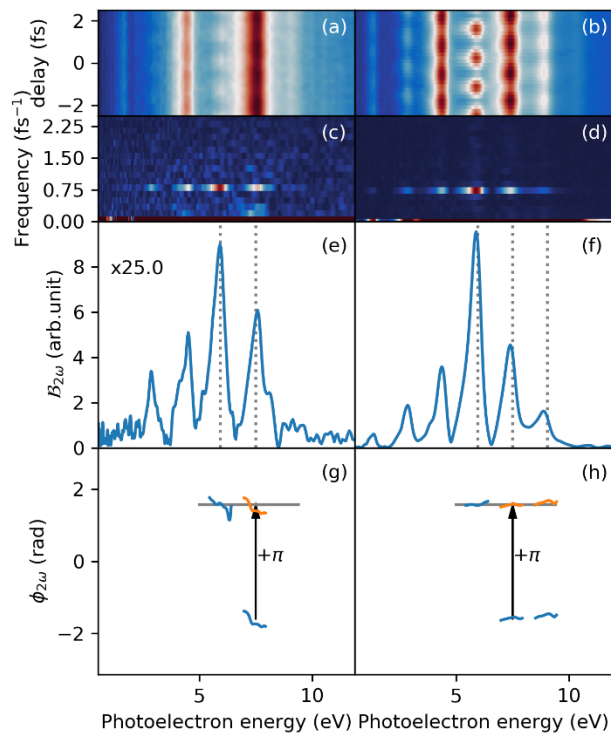 (a) (b)
delay (fs)
2
0
−2
(c) (d)
Frequency (fs⁻¹)
2.25
1.50
0.75
0.00
(e) (f)
x25.0
B₂ω (arb.unit)
8
6
4
2
0
(g) (h)
ϕ₂ω (rad)
2
0
−2
+π +π
5 10 5 10
Photoelectron energy (eV) Photoelectron energy (eV)